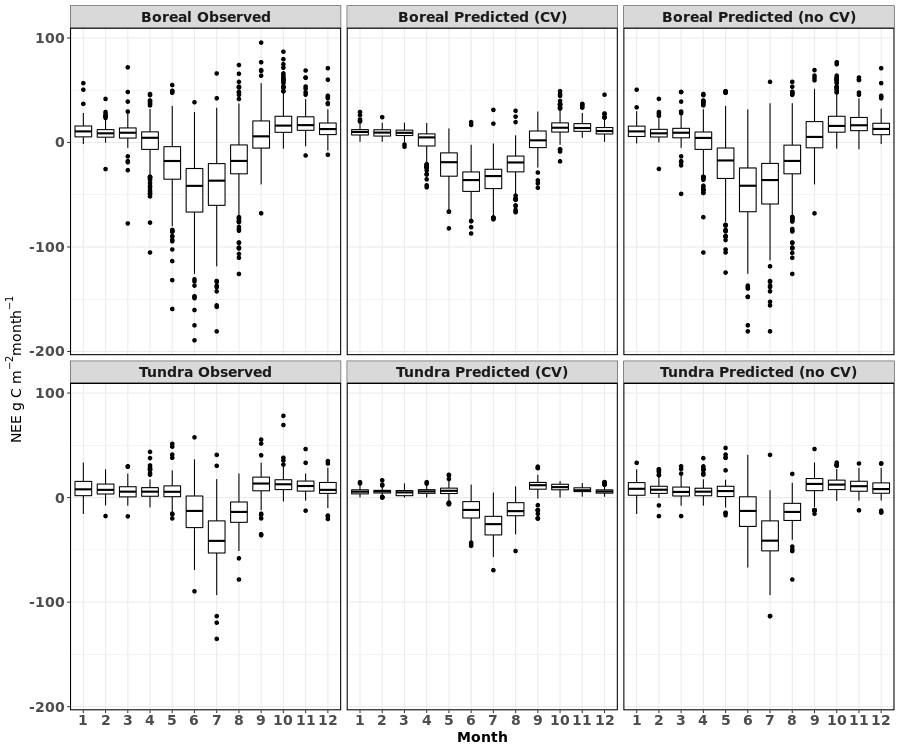 Boreal Observed Boreal Predicted (CV) Boreal Predicted (no CV)
100
0
-100
-200
NEE g C m⁻²month⁻¹
Tundra Observed Tundra Predicted (CV) Tundra Predicted (no CV)
100
0
-100
-200
1 2 3 4 5 6 7 8 9 10 11 12 1 2 3 4 5 6 7 8 9 10 11 12 1 2 3 4 5 6 7 8 9 10 11 12
Month